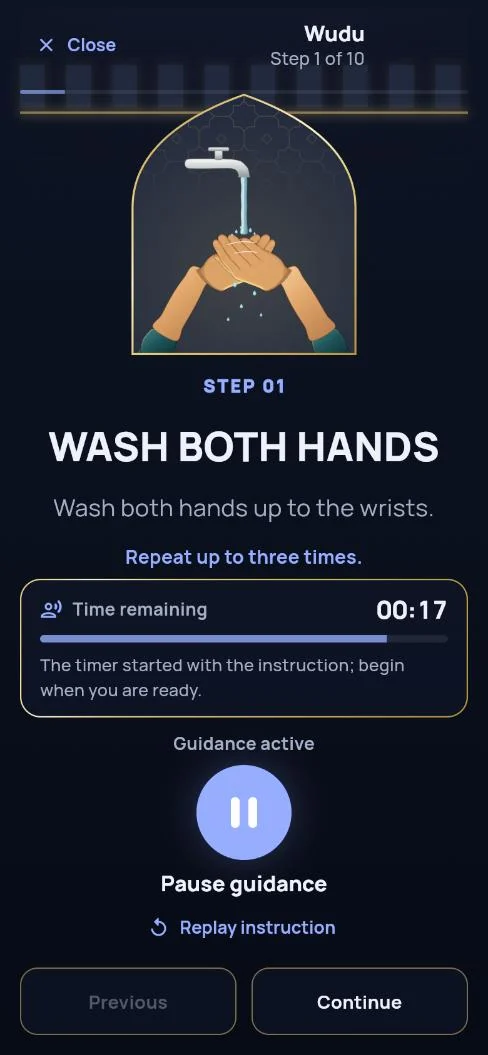 Close
Wudu
Step 1 of 10
STEP 01
WASH BOTH HANDS
Wash both hands up to the wrists.
Repeat up to three times.
Time remaining
00:17
The timer started with the instruction; begin
when you are ready.
Guidance active
Pause guidance
Replay instruction
Previous
Continue